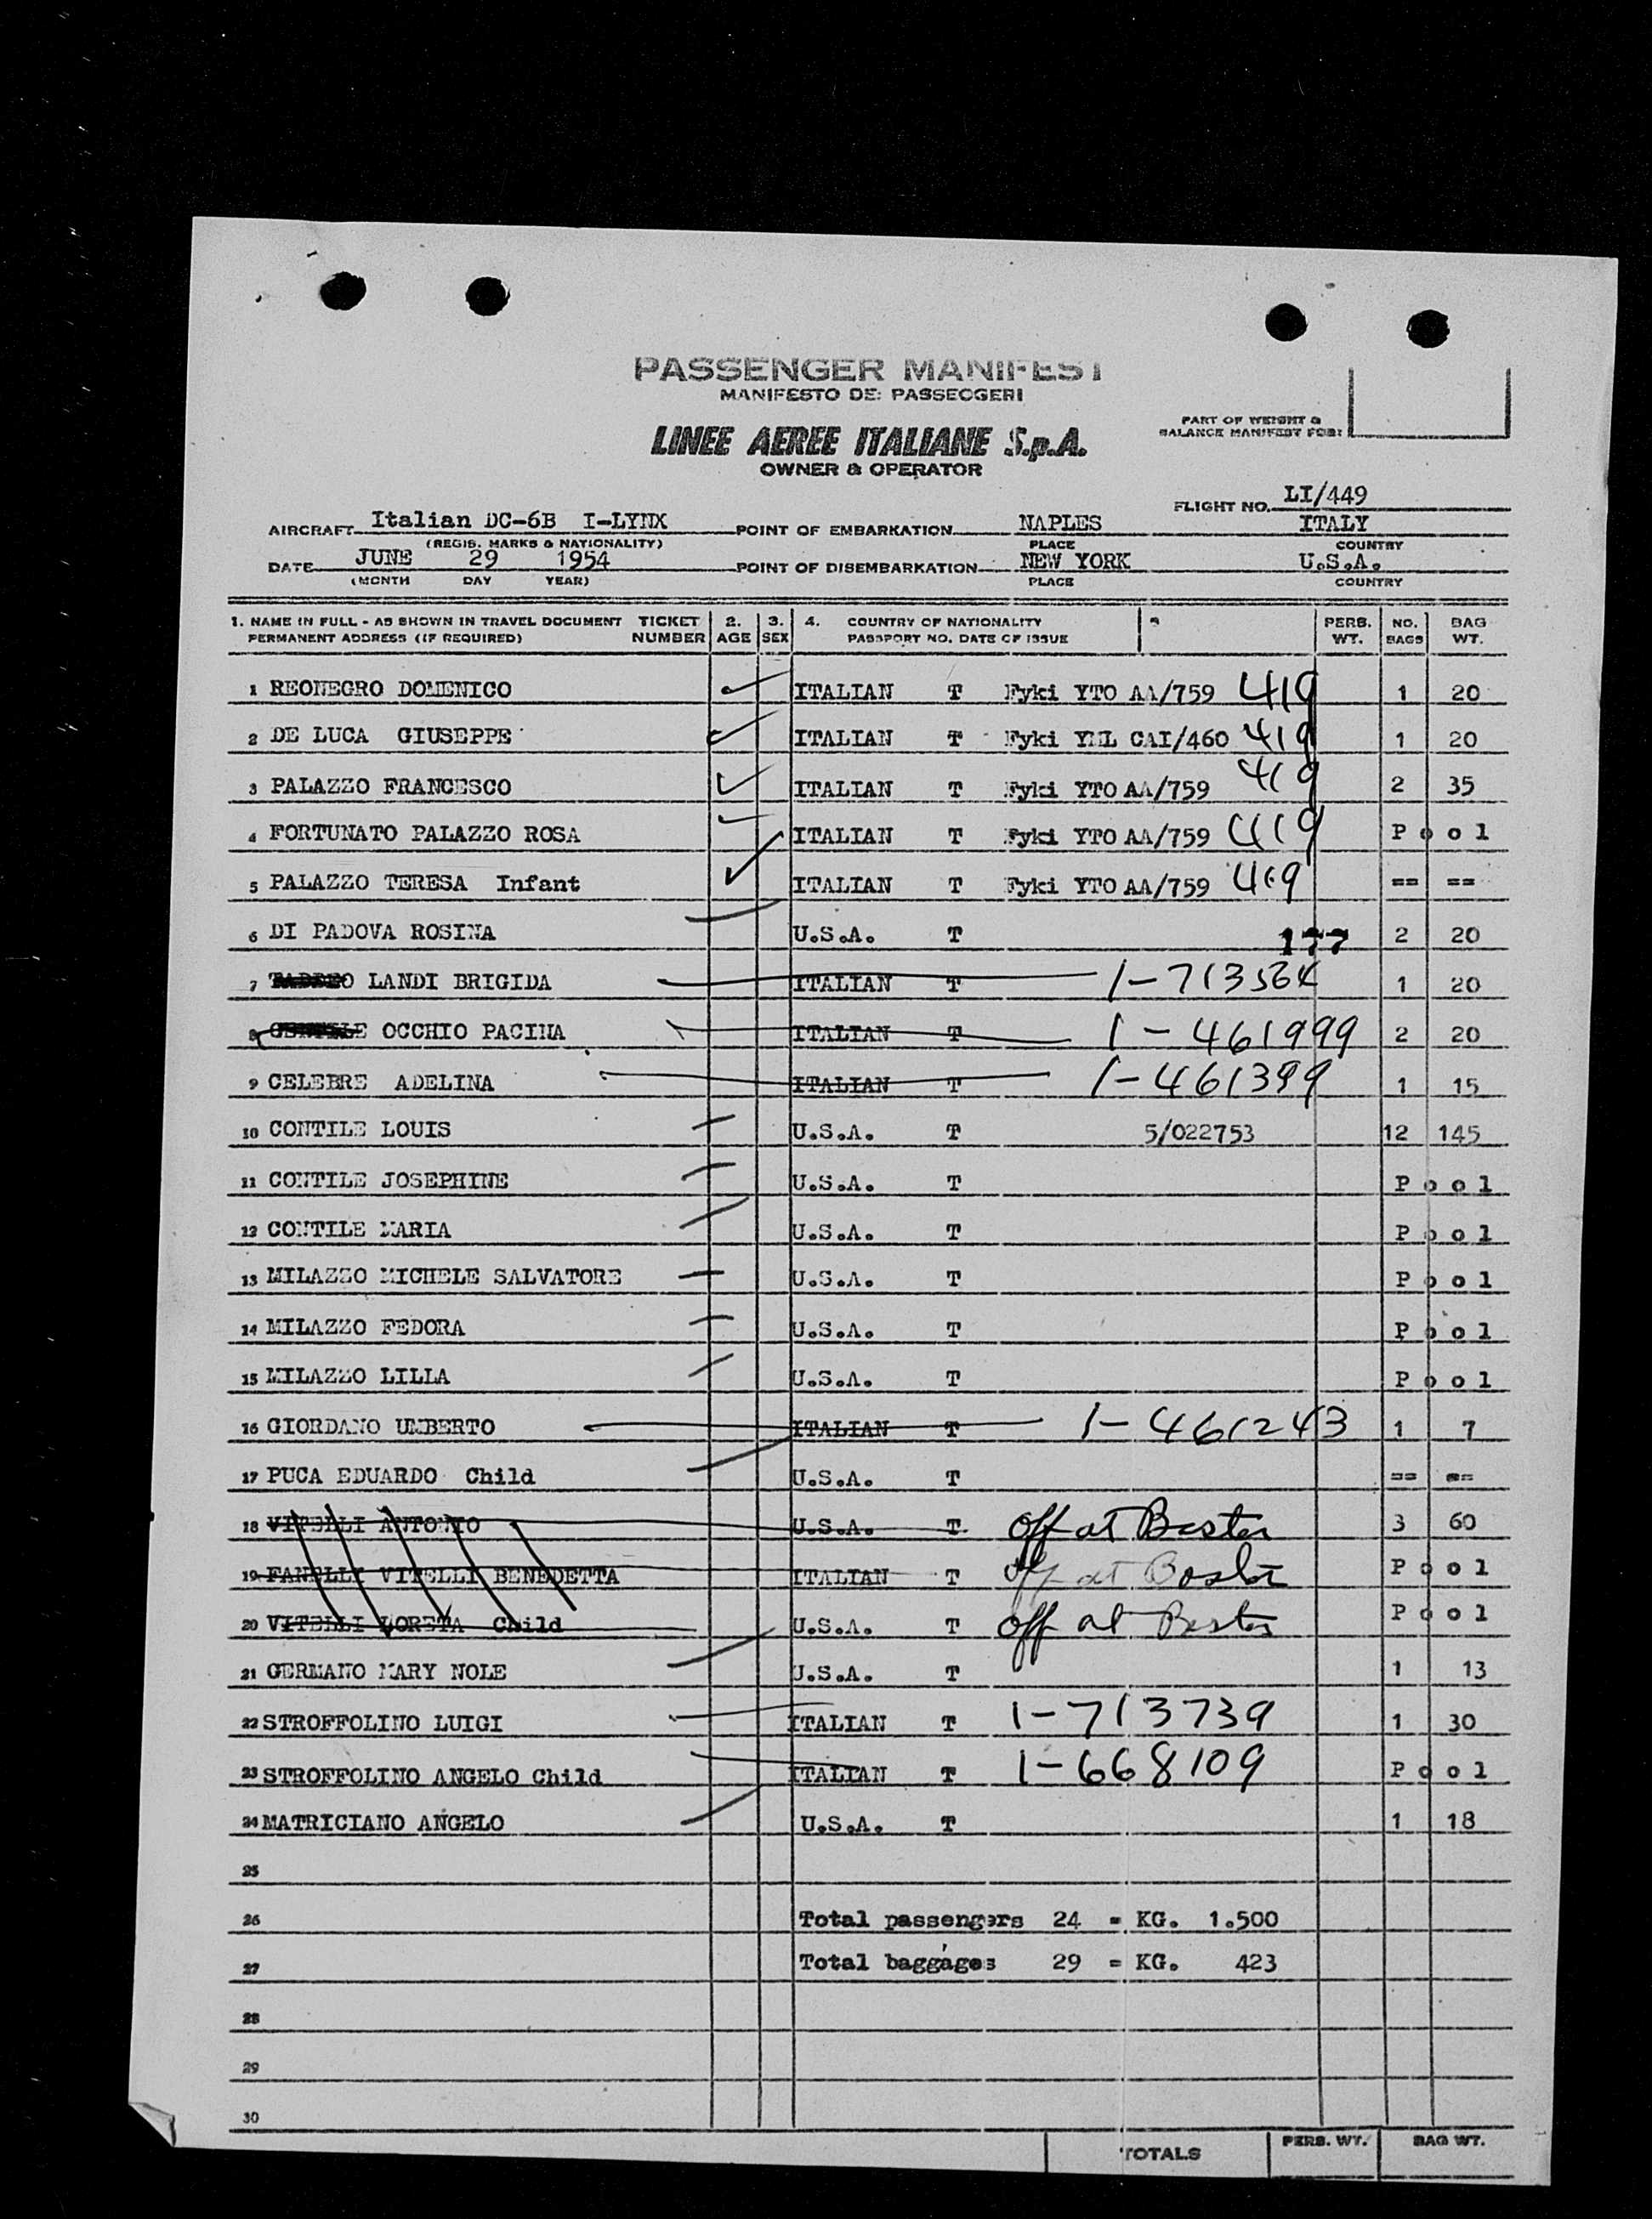 PASSENGER MANIFEST
MANIFESTO DE: PASSECGERI
PART OF WEIGHT &
BALANCE MANIFEST FOR:
LINEE AEREE ITALIANE S.p.A.
OWNER & OPERATOR
FLIGHT NO. LI/449
AIRCRAFT Italian DC-6B I-LYNX POINT OF EMBARKATION NAPLES ITALY
(REGIS. MARKS & NATIONALITY) PLACE COUNTRY
DATE JUNE 29 1954 POINT OF DISEMBARKATION NEW YORK U.S.A.
(MONTH DAY YEAR) PLACE COUNTRY
1. NAME IN FULL - AS SHOWN IN TRAVEL DOCUMENT TICKET 2. 3. 4. COUNTRY OF NATIONALITY PERS. NO. BAG
PERMANENT ADDRESS (IF REQUIRED) NUMBER AGE SEX PASSPORT NO. DATE OF ISSUE WT. BAGS WT.
1 REONEGRO DOMENICO ITALIAN T Fyki YTO AA/759 419 1 20
2 DE LUCA GIUSEPPE ITALIAN T Fyki YHL CAI/460 419 1 20
3 PALAZZO FRANCESCO ITALIAN T Fyki YTO AA/759 419 2 35
4 FORTUNATO PALAZZO ROSA ITALIAN T Fyki YTO AA/759 419 P o o l
5 PALAZZO TERESA Infant ITALIAN T Fyki YTO AA/759 419 == ==
6 DI PADOVA ROSINA U.S.A. T 177 2 20
7 LANDI BRIGIDA ITALIAN T 1-713564 1 20
8 OCCHIO PACINA ITALIAN T 1-461999 2 20
9 CELEBRE ADELINA ITALIAN T 1-461399 1 15
10 CONTILE LOUIS U.S.A. T 5/022753 12 145
11 CONTILE JOSEPHINE U.S.A. T P o o l
12 CONTILE MARIA U.S.A. T P o o l
13 MILAZZO MICHELE SALVATORE U.S.A. T P o o l
14 MILAZZO FEDORA U.S.A. T P o o l
15 MILAZZO LILLA U.S.A. T P o o l
16 GIORDANO UMBERTO ITALIAN T 1-461243 1 7
17 PUCA EDUARDO Child U.S.A. T == ==
18 VITELLI ANTONIO U.S.A. T off at Boston 3 60
19 FANELLI VITELLI BENEDETTA ITALIAN T off at Boston P o o l
20 VITELLI LORETA Child U.S.A. T off at Boston P o o l
21 GERMANO MARY NOLE U.S.A. T 1 13
22 STROFFOLINO LUIGI ITALIAN T 1-713739 1 30
23 STROFFOLINO ANGELO Child ITALIAN T 1-668109 P o o l
24 MATRICIANO ANGELO U.S.A. T 1 18
25
26 Total passengers 24 = KG. 1.500
27 Total baggages 29 = KG. 423
28
29
30
TOTALS PERS. WT. BAG WT.